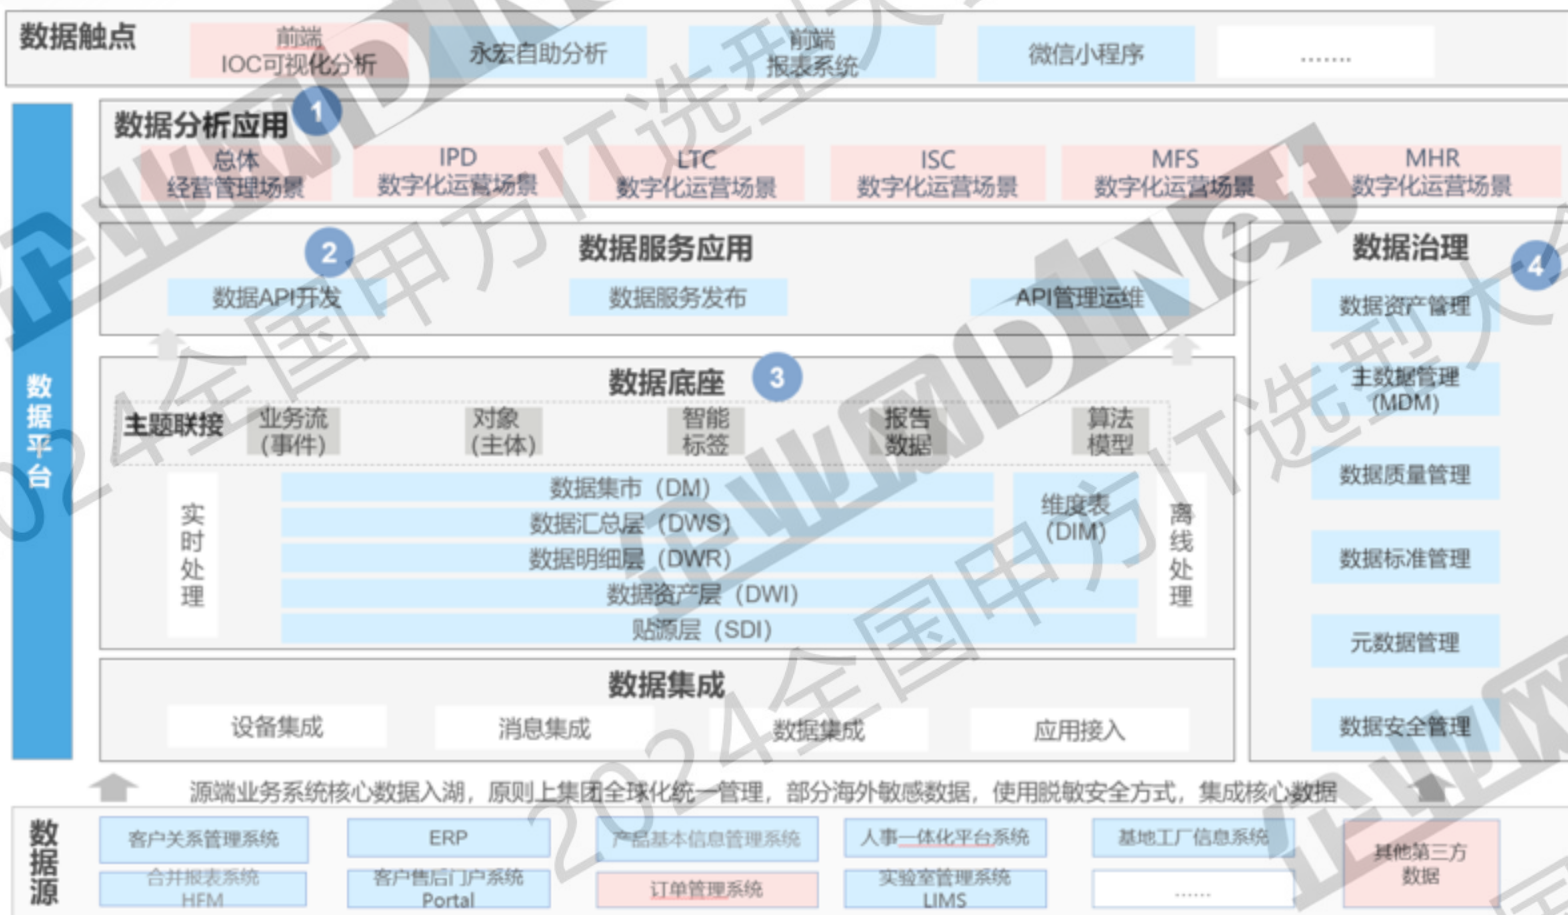 数据触点
前端
IOC可视化分析
永宏自助分析
前端
报表系统
微信小程序
.......
数据平台
数据分析应用
1
总体
经营管理场景
IPD
数字化运营场景
LTC
数字化运营场景
ISC
数字化运营场景
MFS
数字化运营场景
MHR
数字化运营场景
2
数据服务应用
数据API开发
数据服务发布
API管理运维
数据治理
4
数据资产管理
主数据管理
(MDM)
数据质量管理
数据标准管理
元数据管理
数据安全管理
数据底座
3
主题联接
业务流
(事件)
对象
(主体)
智能
标签
报告
数据
算法
模型
实时处理
数据集市（DM)
数据汇总层（DWS)
数据明细层（DWR)
数据资产层（DWI)
贴源层（SDI)
维度表
(DIM)
离线处理
数据集成
设备集成
消息集成
数据集成
应用接入
源端业务系统核心数据入湖，原则上集团全球化统一管理，部分海外敏感数据，使用脱敏安全方式，集成核心数据
数据源
客户关系管理系统
ERP
产品基本信息管理系统
人事一体化平台系统
基地工厂信息系统
其他第三方
数据
合并报表系统
HFM
客户售后门户系统
Portal
订单管理系统
实验室管理系统
LIMS
......
2024全国甲方IT选型大
企WWDNet
2024全国甲方IT选型大